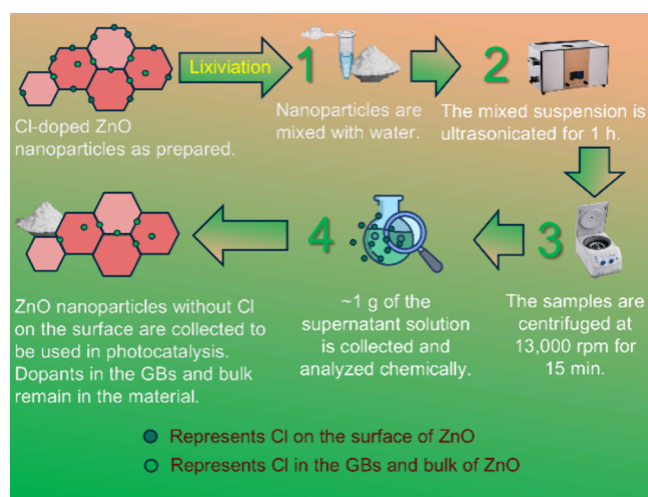 Lixiviation
1
2
Cl-doped ZnO
nanoparticles as prepared.
Nanoparticles are
mixed with water.
The mixed suspension is
ultrasonicated for 1 h.
3
The samples are
centrifuged at
13,000 rpm for
15 min.
4
~1 g of the
supernatant solution
is collected and
analyzed chemically.
ZnO nanoparticles without Cl
on the surface are collected to
be used in photocatalysis.
Dopants in the GBs and bulk
remain in the material.
Represents Cl on the surface of ZnO
Represents Cl in the GBs and bulk of ZnO